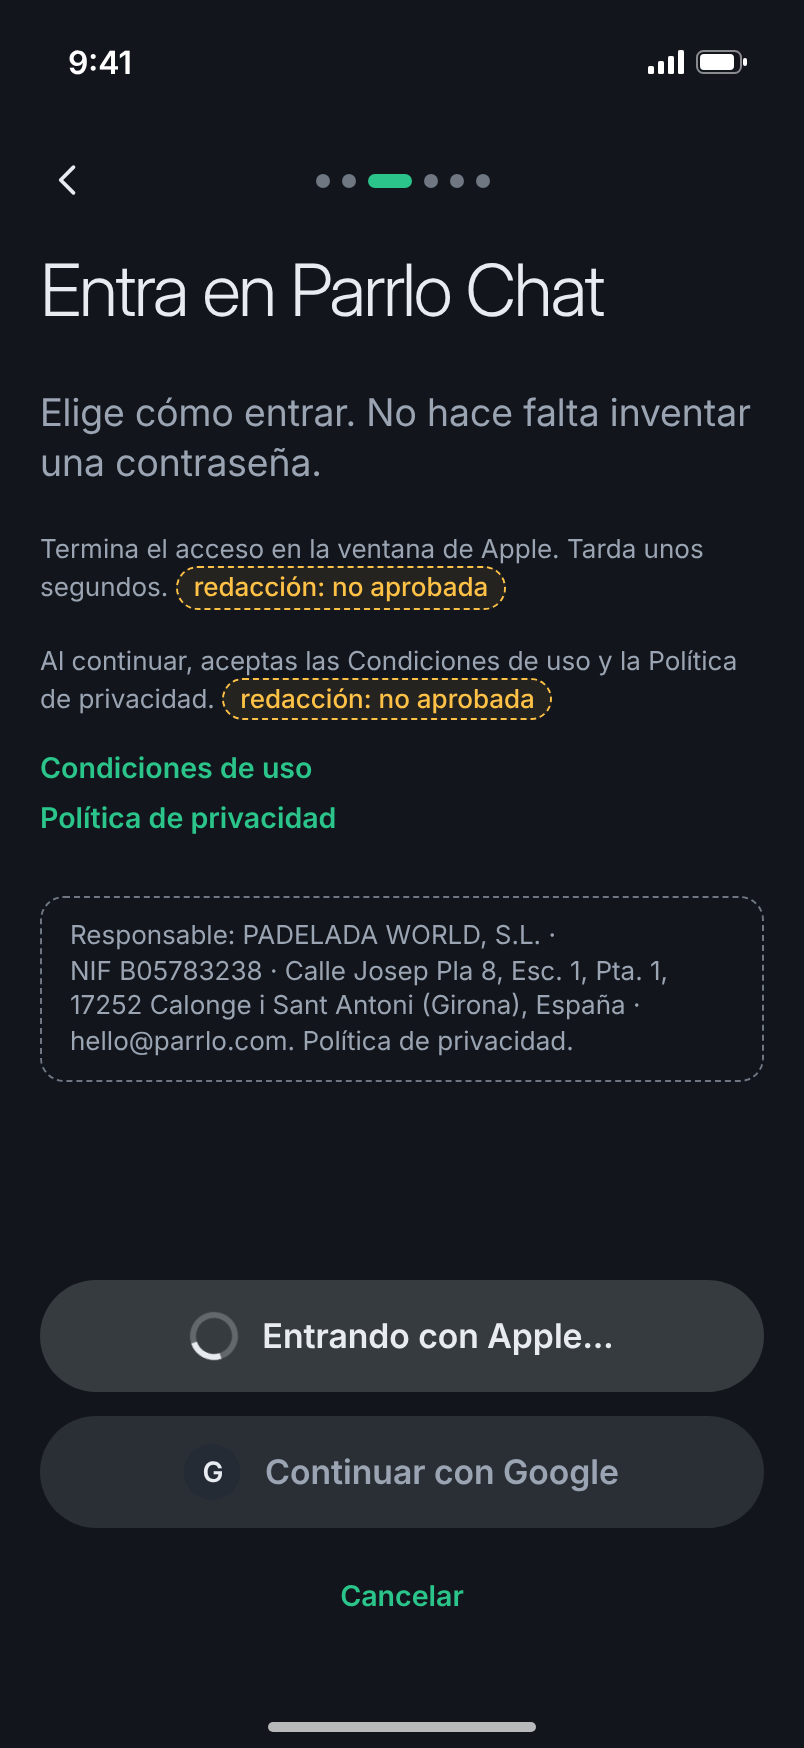 9:41
Entra en Parrlo Chat
Elige cómo entrar. No hace falta inventar
una contraseña.
Termina el acceso en la ventana de Apple. Tarda unos
segundos. redacción: no aprobada
Al continuar, aceptas las Condiciones de uso y la Política
de privacidad. redacción: no aprobada
Condiciones de uso
Política de privacidad
Responsable: PADELADA WORLD, S.L. ·
NIF B05783238 · Calle Josep Pla 8, Esc. 1, Pta. 1,
17252 Calonge i Sant Antoni (Girona), España ·
hello@parrlo.com. Política de privacidad.
Entrando con Apple...
G Continuar con Google
Cancelar